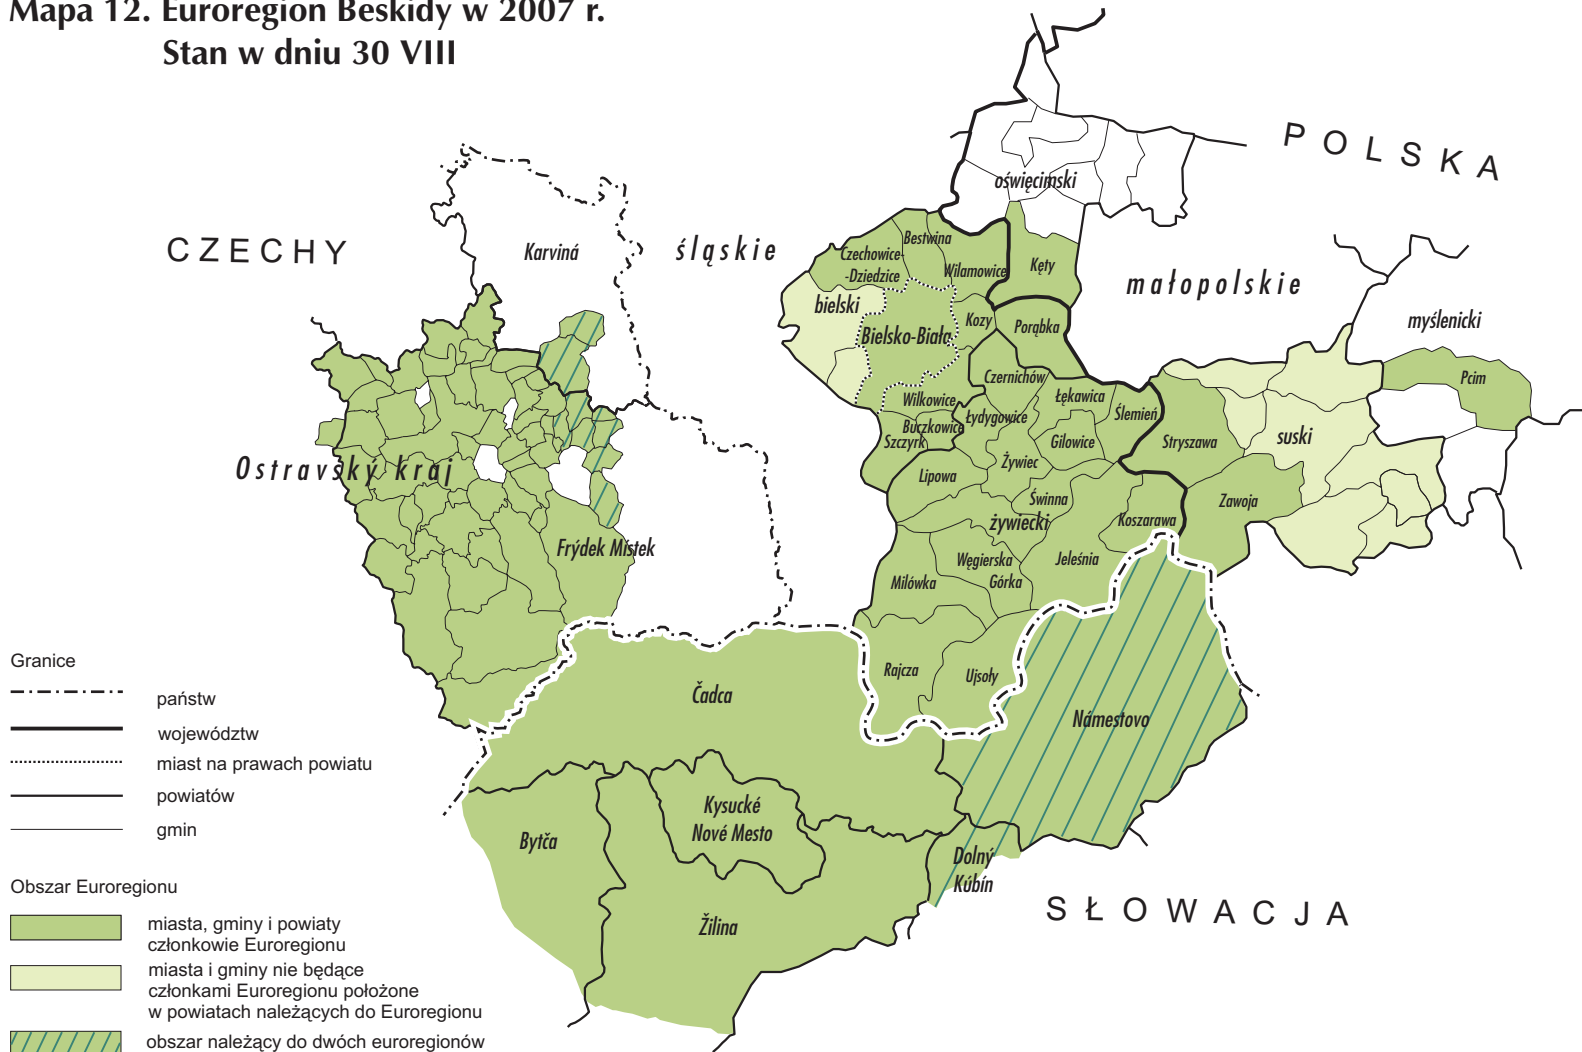 Mapa 12. Euroregion Beskidy w 2007 r.
Stan w dniu 30 VIII
POLSKA
CZECHY
śląskie
małopolskie
Karviná
oświęcimski
myślenicki
Bestwina
Czechowice-
-Dziedzice
Wilamowice
Kęty
bielski
Bielsko-Biała
Kozy
Porąbka
Czernichów
Pcim
Wilkowice
Łękawica
Łydygowice
Ślemień
Buczkowice
Szczyrk
Gilowice
Stryszawa
suski
Ostravský kraj
Lipowa
Żywiec
Świnna
Zawoja
żywiecki
Koszarawa
Frýdek Místek
Węgierska
Górka
Jeleśnia
Milówka
Rajcza
Ujsoły
Čadca
Námestovo
Kysucké
Nové Mesto
Bytča
Dolný
Kúbín
Žilina
SŁOWACJA
Granice
państw
województw
miast na prawach powiatu
powiatów
gmin
Obszar Euroregionu
miasta, gminy i powiaty
członkowie Euroregionu
miasta i gminy nie będące
członkami Euroregionu położone
w powiatach należących do Euroregionu
obszar należący do dwóch euroregionów